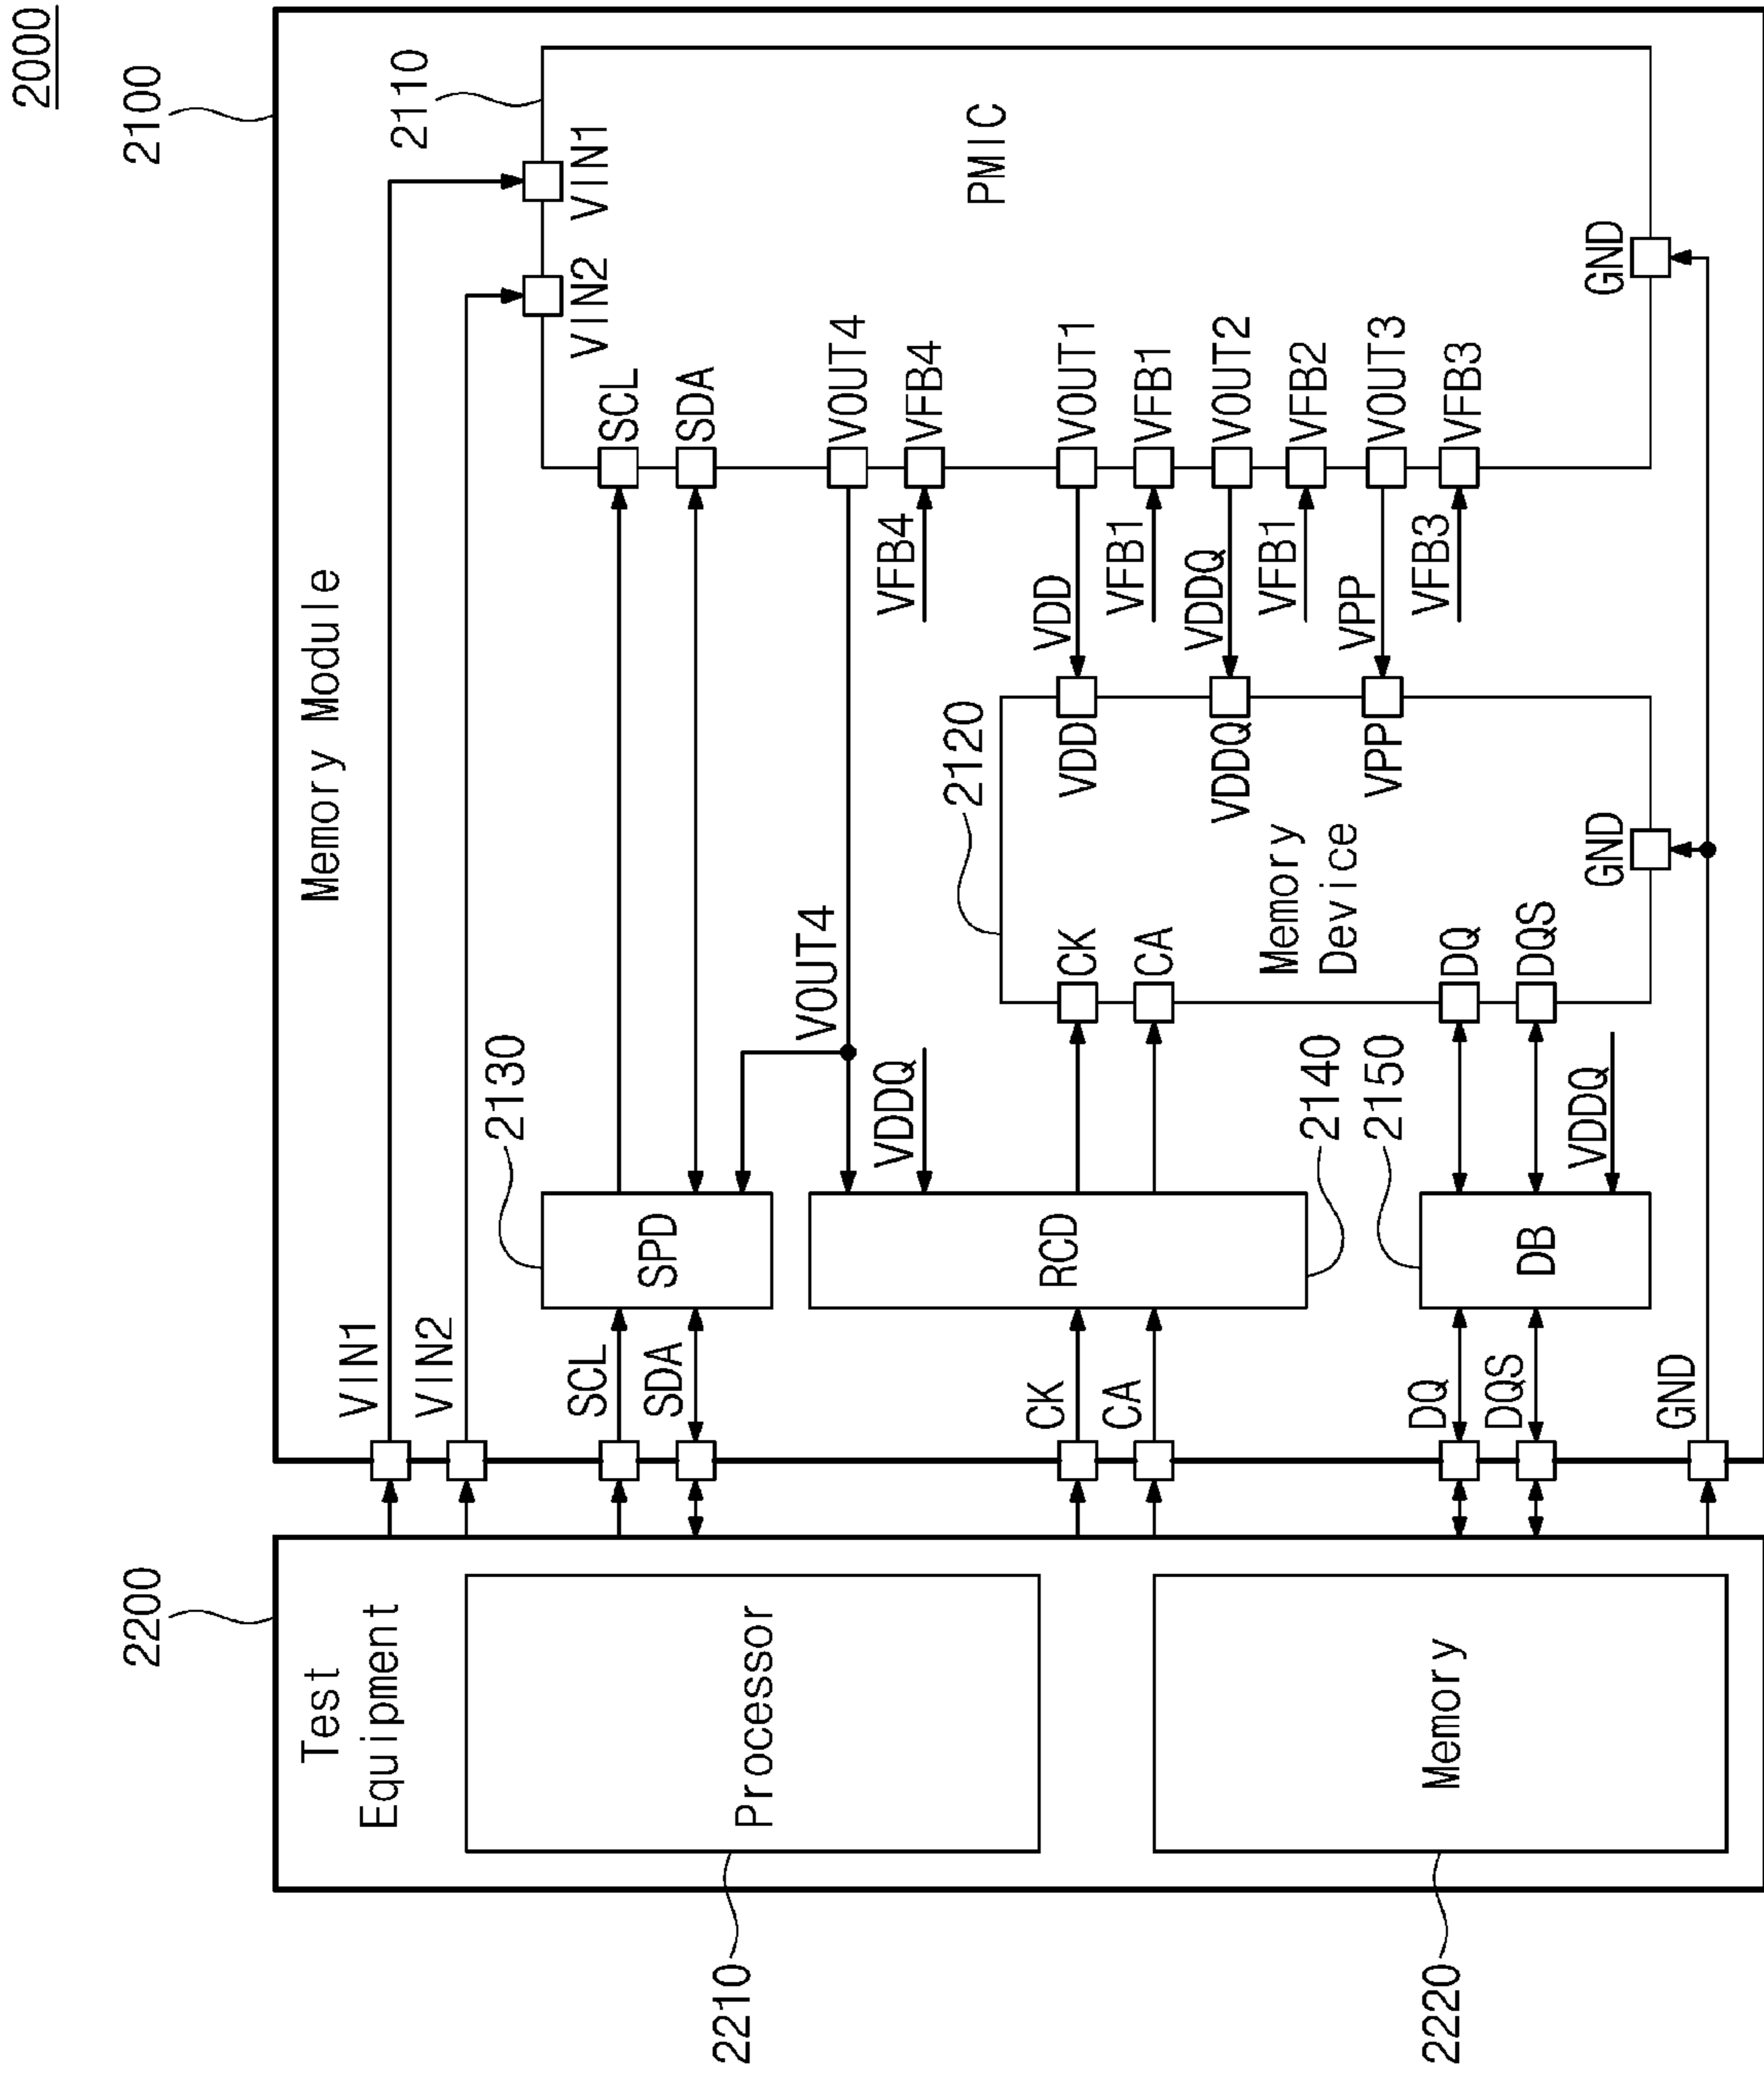 2000
2100
2200
Memory Module
Test
Equipment
2110
VIN1
VIN1
VIN2
VIN2
2210
Processor
2130
SCL
SCL
SDA
SPD
SDA
VOUT4
VOUT4
VDDQ
VFB4
VFB4
2120
CK
RCD
CK
VDD
VDD
VOUT1
PMIC
CA
CA
VFB1
VFB1
VDDQ
VDDQ
VOUT2
2140
Memory
Device
VFB1
VFB2
2220
Memory
2150
VPP
VPP
VOUT3
DQ
DQ
VFB3
VFB3
DQS
DB
DQS
VDDQ
GND
GND
GND